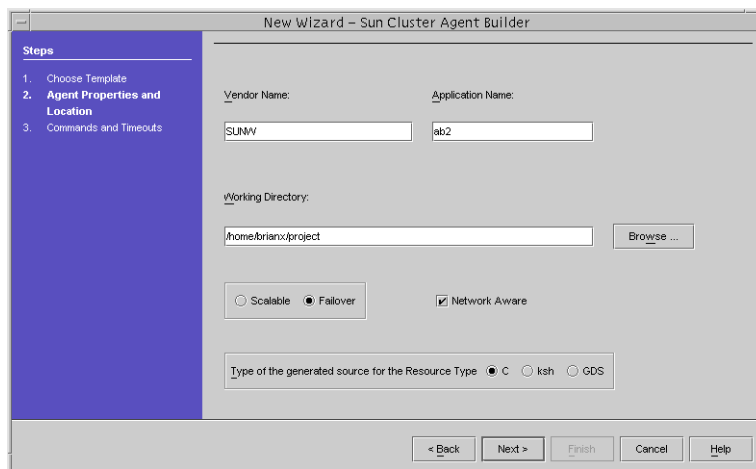 New Wizard – Sun Cluster Agent Builder
Steps
1. Choose Template
2. Agent Properties and
Location
3. Commands and Timeouts
Vendor Name:
Application Name:
SUNW
ab2
Working Directory:
/home/brianx/project
Browse ...
Scalable
Failover
Network Aware
Type of the generated source for the Resource Type
C
ksh
GDS
< Back
Next >
Finish
Cancel
Help